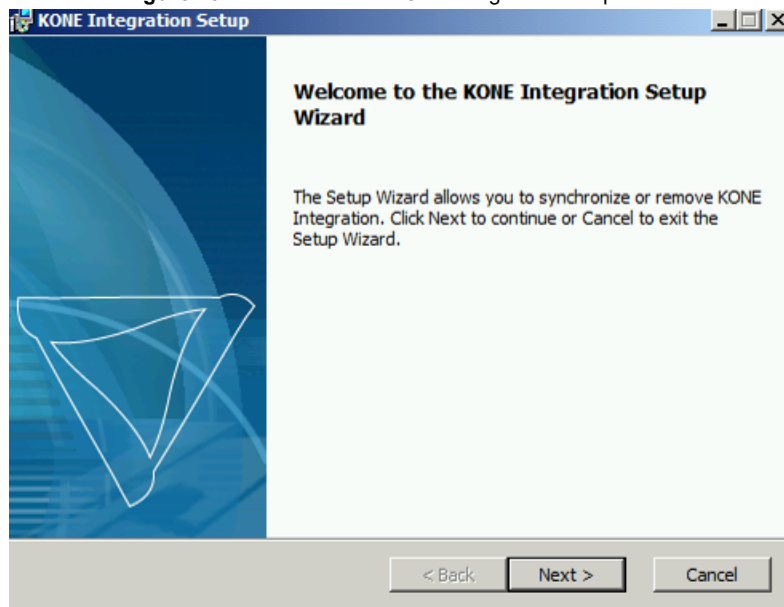 KONE Integration Setup
Welcome to the KONE Integration Setup
Wizard
The Setup Wizard allows you to synchronize or remove KONE
Integration. Click Next to continue or Cancel to exit the
Setup Wizard.
< Back
Next >
Cancel